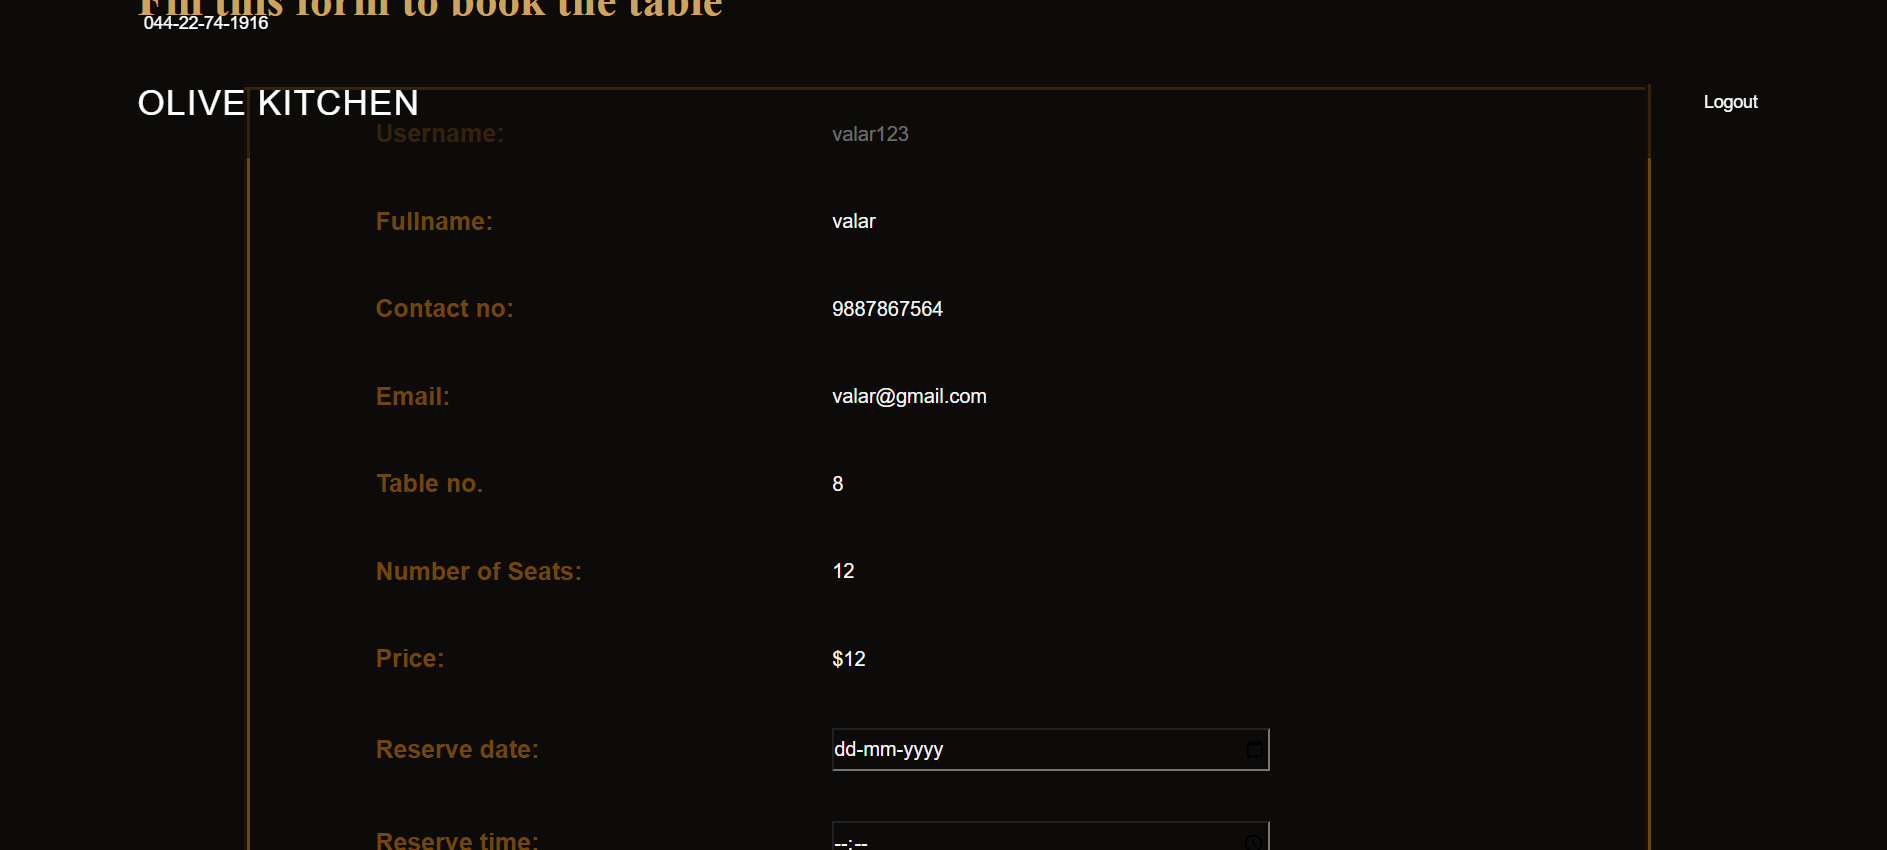 Fill this form to book the table
044-22-74-1916
OLIVE KITCHEN
Logout
Username: valar123
Fullname: valar
Contact no: 9887867564
Email: valar@gmail.com
Table no. 8
Number of Seats: 12
Price: $12
Reserve date: dd-mm-yyyy
Reserve time: --:--